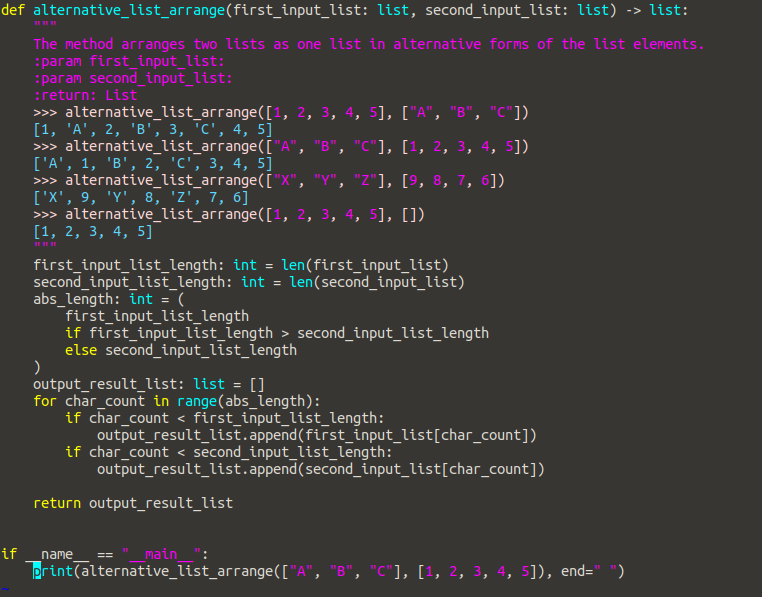 def alternative_list_arrange(first_input_list: list, second_input_list: list) -> list:
    """
    The method arranges two lists as one list in alternative forms of the list elements.
    :param first_input_list:
    :param second_input_list:
    :return: List
    >>> alternative_list_arrange([1, 2, 3, 4, 5], ["A", "B", "C"])
    [1, 'A', 2, 'B', 3, 'C', 4, 5]
    >>> alternative_list_arrange(["A", "B", "C"], [1, 2, 3, 4, 5])
    ['A', 1, 'B', 2, 'C', 3, 4, 5]
    >>> alternative_list_arrange(["X", "Y", "Z"], [9, 8, 7, 6])
    ['X', 9, 'Y', 8, 'Z', 7, 6]
    >>> alternative_list_arrange([1, 2, 3, 4, 5], [])
    [1, 2, 3, 4, 5]
    """
    first_input_list_length: int = len(first_input_list)
    second_input_list_length: int = len(second_input_list)
    abs_length: int = (
        first_input_list_length
        if first_input_list_length > second_input_list_length
        else second_input_list_length
    )
    output_result_list: list = []
    for char_count in range(abs_length):
        if char_count < first_input_list_length:
            output_result_list.append(first_input_list[char_count])
        if char_count < second_input_list_length:
            output_result_list.append(second_input_list[char_count])

    return output_result_list


if __name__ == "__main__":
    print(alternative_list_arrange(["A", "B", "C"], [1, 2, 3, 4, 5]), end=" ")
~